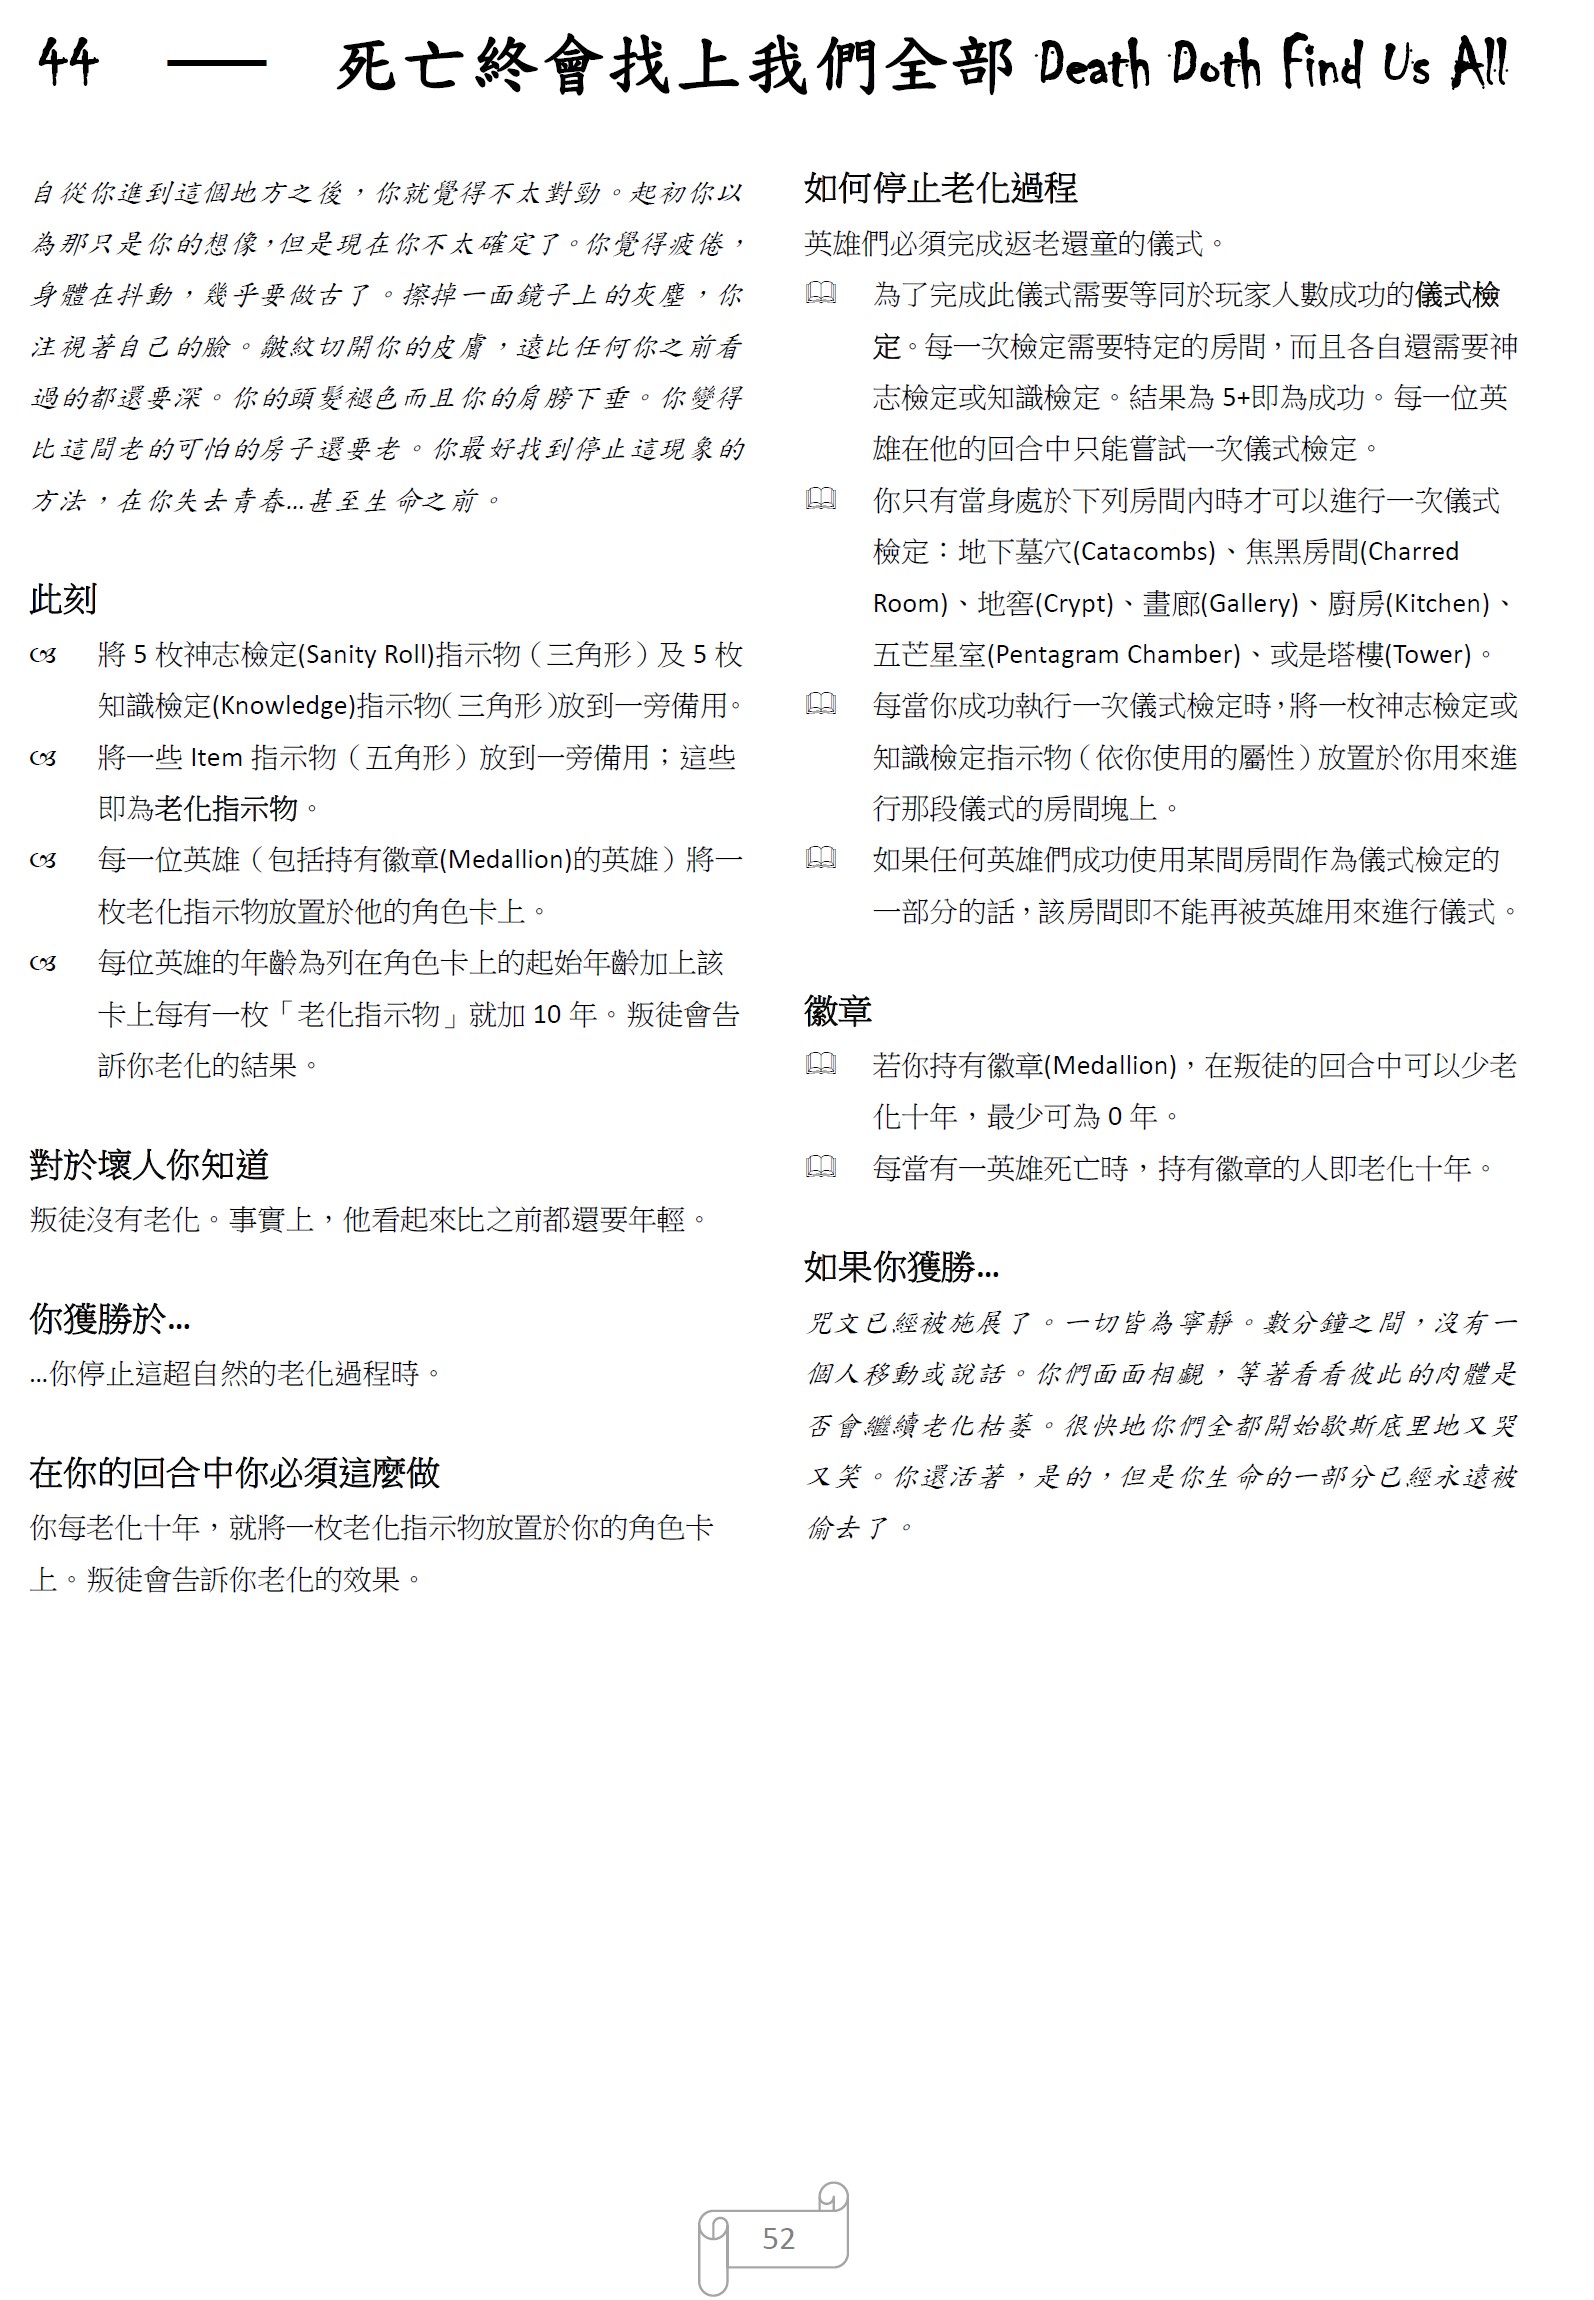 44 — 死亡終會找上我們全部 Death Doth Find Us All
自從你進到這個地方之後，你就覺得不太對勁。起初你以
為那只是你的想像，但是現在你不太確定了。你覺得疲倦，
身體在抖動，幾乎要做古了。擦掉一面鏡子上的灰塵，你
注視著自己的臉。皺紋切開你的皮膚，遠比任何你之前看
過的都還要深。你的頭髮褪色而且你的肩膀下垂。你變得
比這間老的可怕的房子還要老。你最好找到停止這現象的
方法，在你失去青春…甚至生命之前。
此刻
將 5 枚神志檢定(Sanity Roll)指示物（三角形）及 5 枚
知識檢定(Knowledge)指示物（三角形）放到一旁備用。
將一些 Item 指示物（五角形）放到一旁備用；這些
即為老化指示物。
每一位英雄（包括持有徽章(Medallion)的英雄）將一
枚老化指示物放置於他的角色卡上。
每位英雄的年齡為列在角色卡上的起始年齡加上該
卡上每有一枚「老化指示物」就加 10 年。叛徒會告
訴你老化的結果。
對於壞人你知道
叛徒沒有老化。事實上，他看起來比之前都還要年輕。
你獲勝於…
…你停止這超自然的老化過程時。
在你的回合中你必須這麼做
你每老化十年，就將一枚老化指示物放置於你的角色卡
上。叛徒會告訴你老化的效果。
如何停止老化過程
英雄們必須完成返老還童的儀式。
為了完成此儀式需要等同於玩家人數成功的儀式檢
定。每一次檢定需要特定的房間，而且各自還需要神
志檢定或知識檢定。結果為 5+即為成功。每一位英
雄在他的回合中只能嘗試一次儀式檢定。
你只有當身處於下列房間內時才可以進行一次儀式
檢定：地下墓穴(Catacombs)、焦黑房間(Charred
Room)、地窖(Crypt)、畫廊(Gallery)、廚房(Kitchen)、
五芒星室(Pentagram Chamber)、或是塔樓(Tower)。
每當你成功執行一次儀式檢定時，將一枚神志檢定或
知識檢定指示物（依你使用的屬性）放置於你用來進
行那段儀式的房間塊上。
如果任何英雄們成功使用某間房間作為儀式檢定的
一部分的話，該房間即不能再被英雄用來進行儀式。
徽章
若你持有徽章(Medallion)，在叛徒的回合中可以少老
化十年，最少可為 0 年。
每當有一英雄死亡時，持有徽章的人即老化十年。
如果你獲勝…
咒文已經被施展了。一切皆為寧靜。數分鐘之間，沒有一
個人移動或說話。你們面面相覷，等著看看彼此的肉體是
否會繼續老化枯萎。很快地你們全都開始歇斯底里地又哭
又笑。你還活著，是的，但是你生命的一部分已經永遠被
偷去了。
52